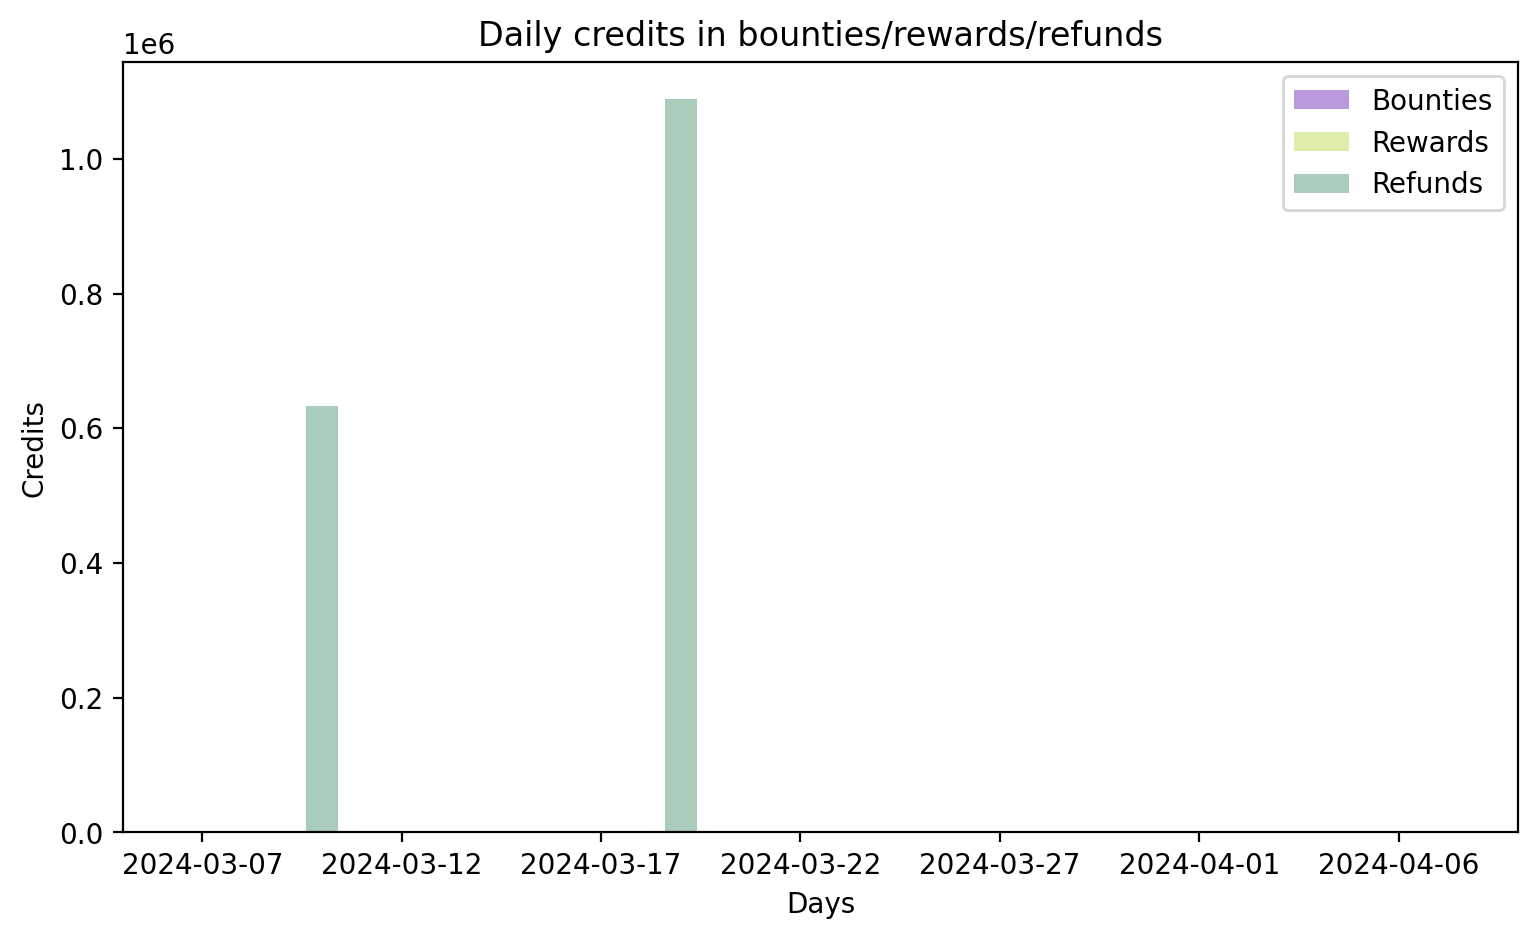 Daily credits in bounties/rewards/refunds
1e6
Bounties
Rewards
Refunds
1.0
0.8
0.6
0.4
0.2
0.0
Credits
2024-03-07 2024-03-12 2024-03-17 2024-03-22 2024-03-27 2024-04-01 2024-04-06
Days